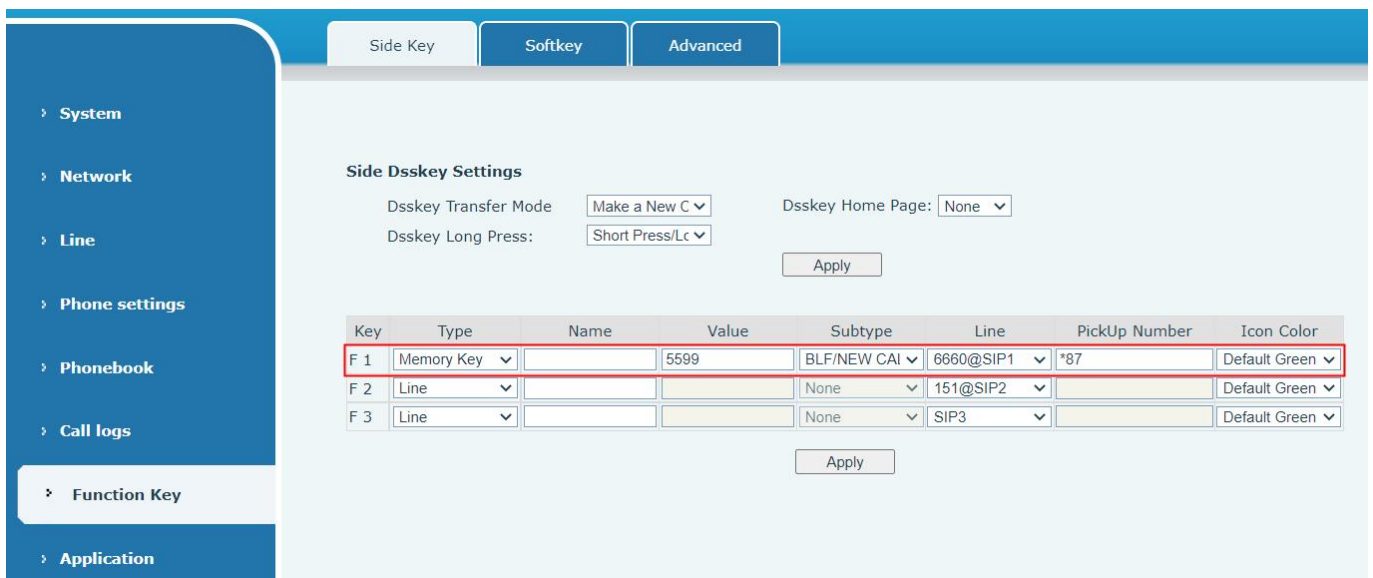 Side Key Softkey Advanced
System
Network
Line
Phone settings
Phonebook
Call logs
Function Key
Application
Side Dsskey Settings
Dsskey Transfer Mode Make a New C Dsskey Home Page: None
Dsskey Long Press: Short Press/Lc
Apply
Key Type Name Value Subtype Line PickUp Number Icon Color
F 1 Memory Key 5599 BLF/NEW CAL 6660@SIP1 *87 Default Green
F 2 Line None 151@SIP2 Default Green
F 3 Line None SIP3 Default Green
Apply